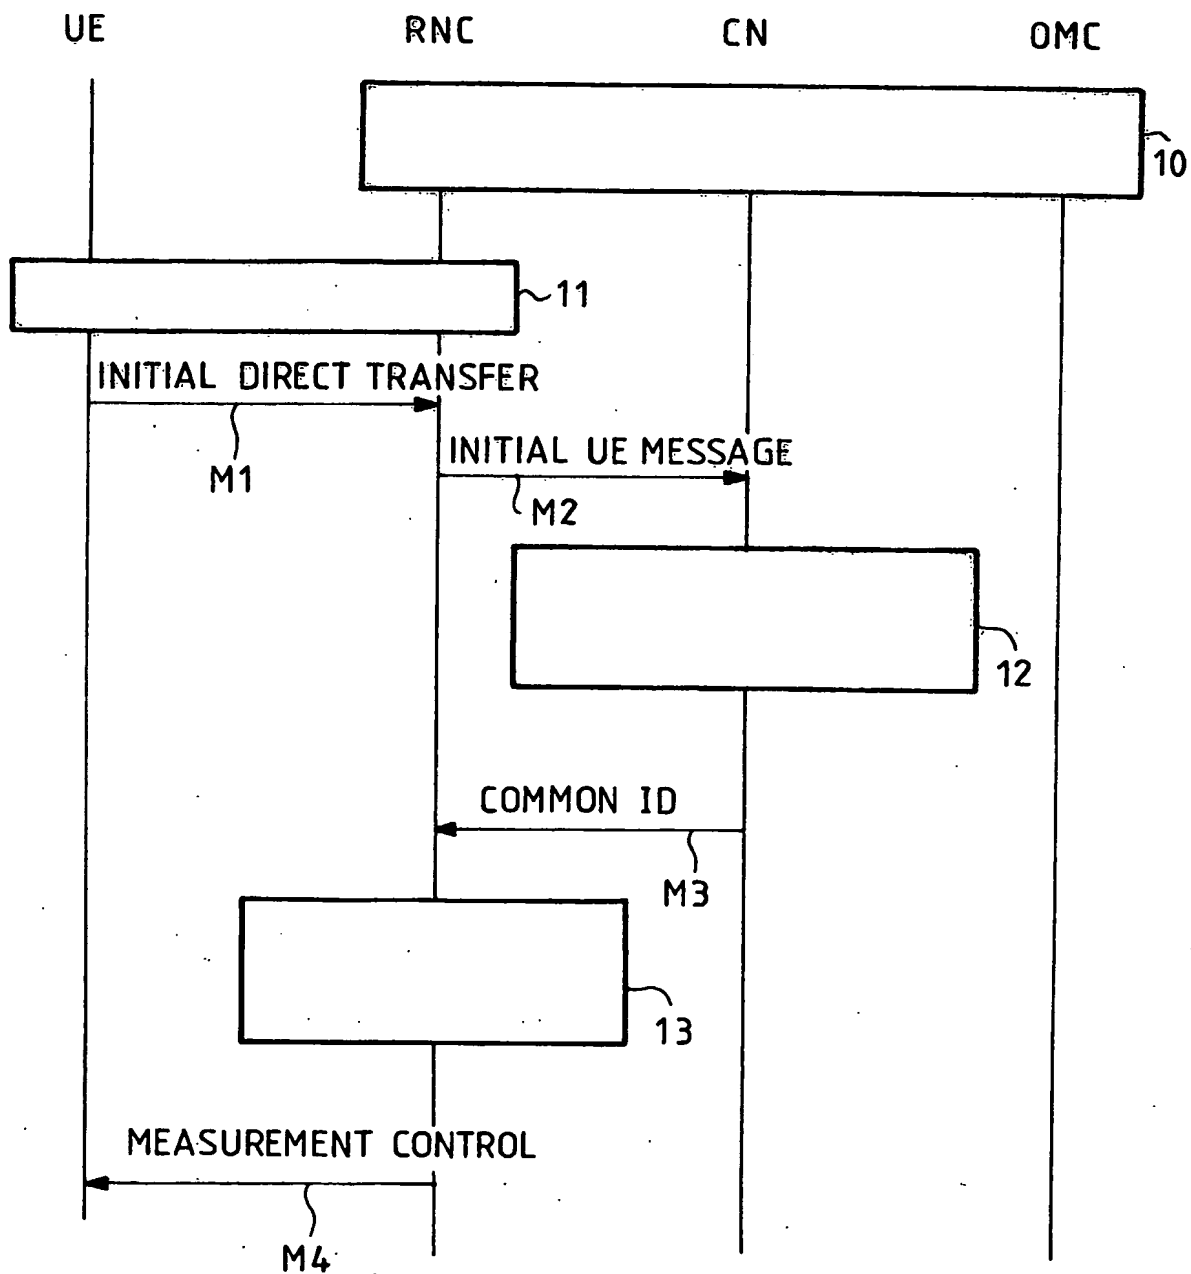 UE RNC CN OMC
10
11
INITIAL DIRECT TRANSFER
M1
INITIAL UE MESSAGE
M2
12
COMMON ID
M3
13
MEASUREMENT CONTROL
M4